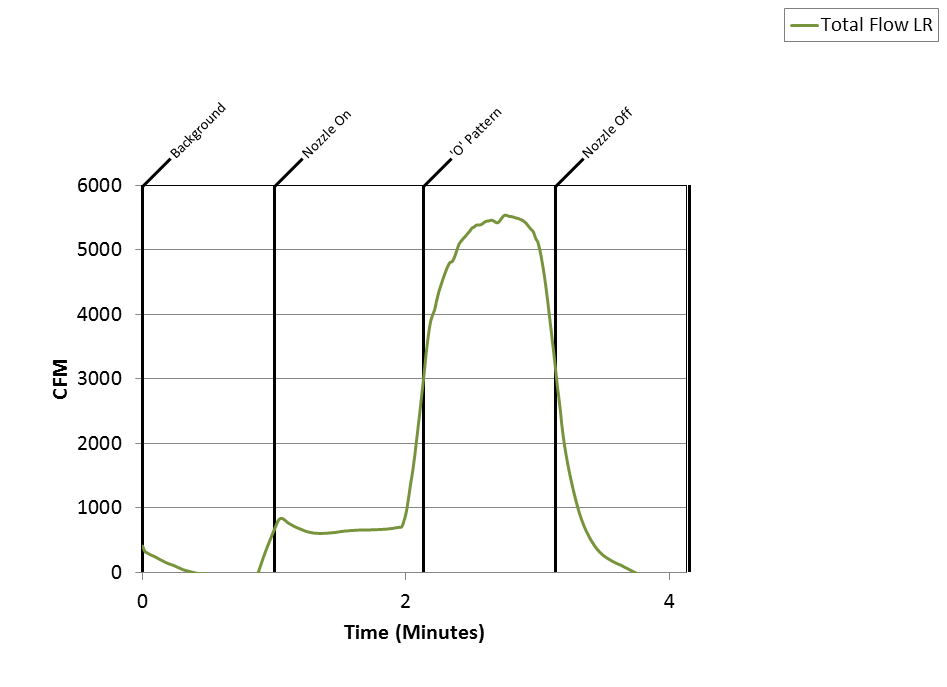 Total Flow LR
Background
Nozzle On
'O' Pattern
Nozzle Off
6000
5000
4000
3000
2000
1000
0
CFM
0 2 4
Time (Minutes)